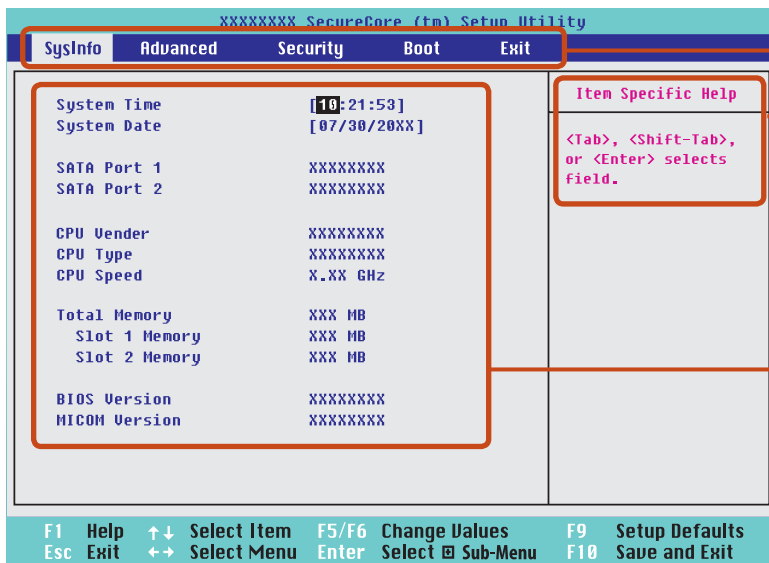 XXXXXXXX SecureCore (tm) Setup Utility
SysInfo Advanced Security Boot Exit
System Time [10:21:53]
System Date [07/30/20XX]
SATA Port 1 XXXXXXXX
SATA Port 2 XXXXXXXX
CPU Vender XXXXXXXX
CPU Type XXXXXXXX
CPU Speed X.XX GHz
Total Memory XXX MB
Slot 1 Memory XXX MB
Slot 2 Memory XXX MB
BIOS Version XXXXXXXX
MICOM Version XXXXXXXX
Item Specific Help
<Tab>, <Shift-Tab>,
or <Enter> selects
field.
F1 Help ↑↓ Select Item F5/F6 Change Values F9 Setup Defaults
Esc Exit ←→ Select Menu Enter Select Sub-Menu F10 Save and Exit